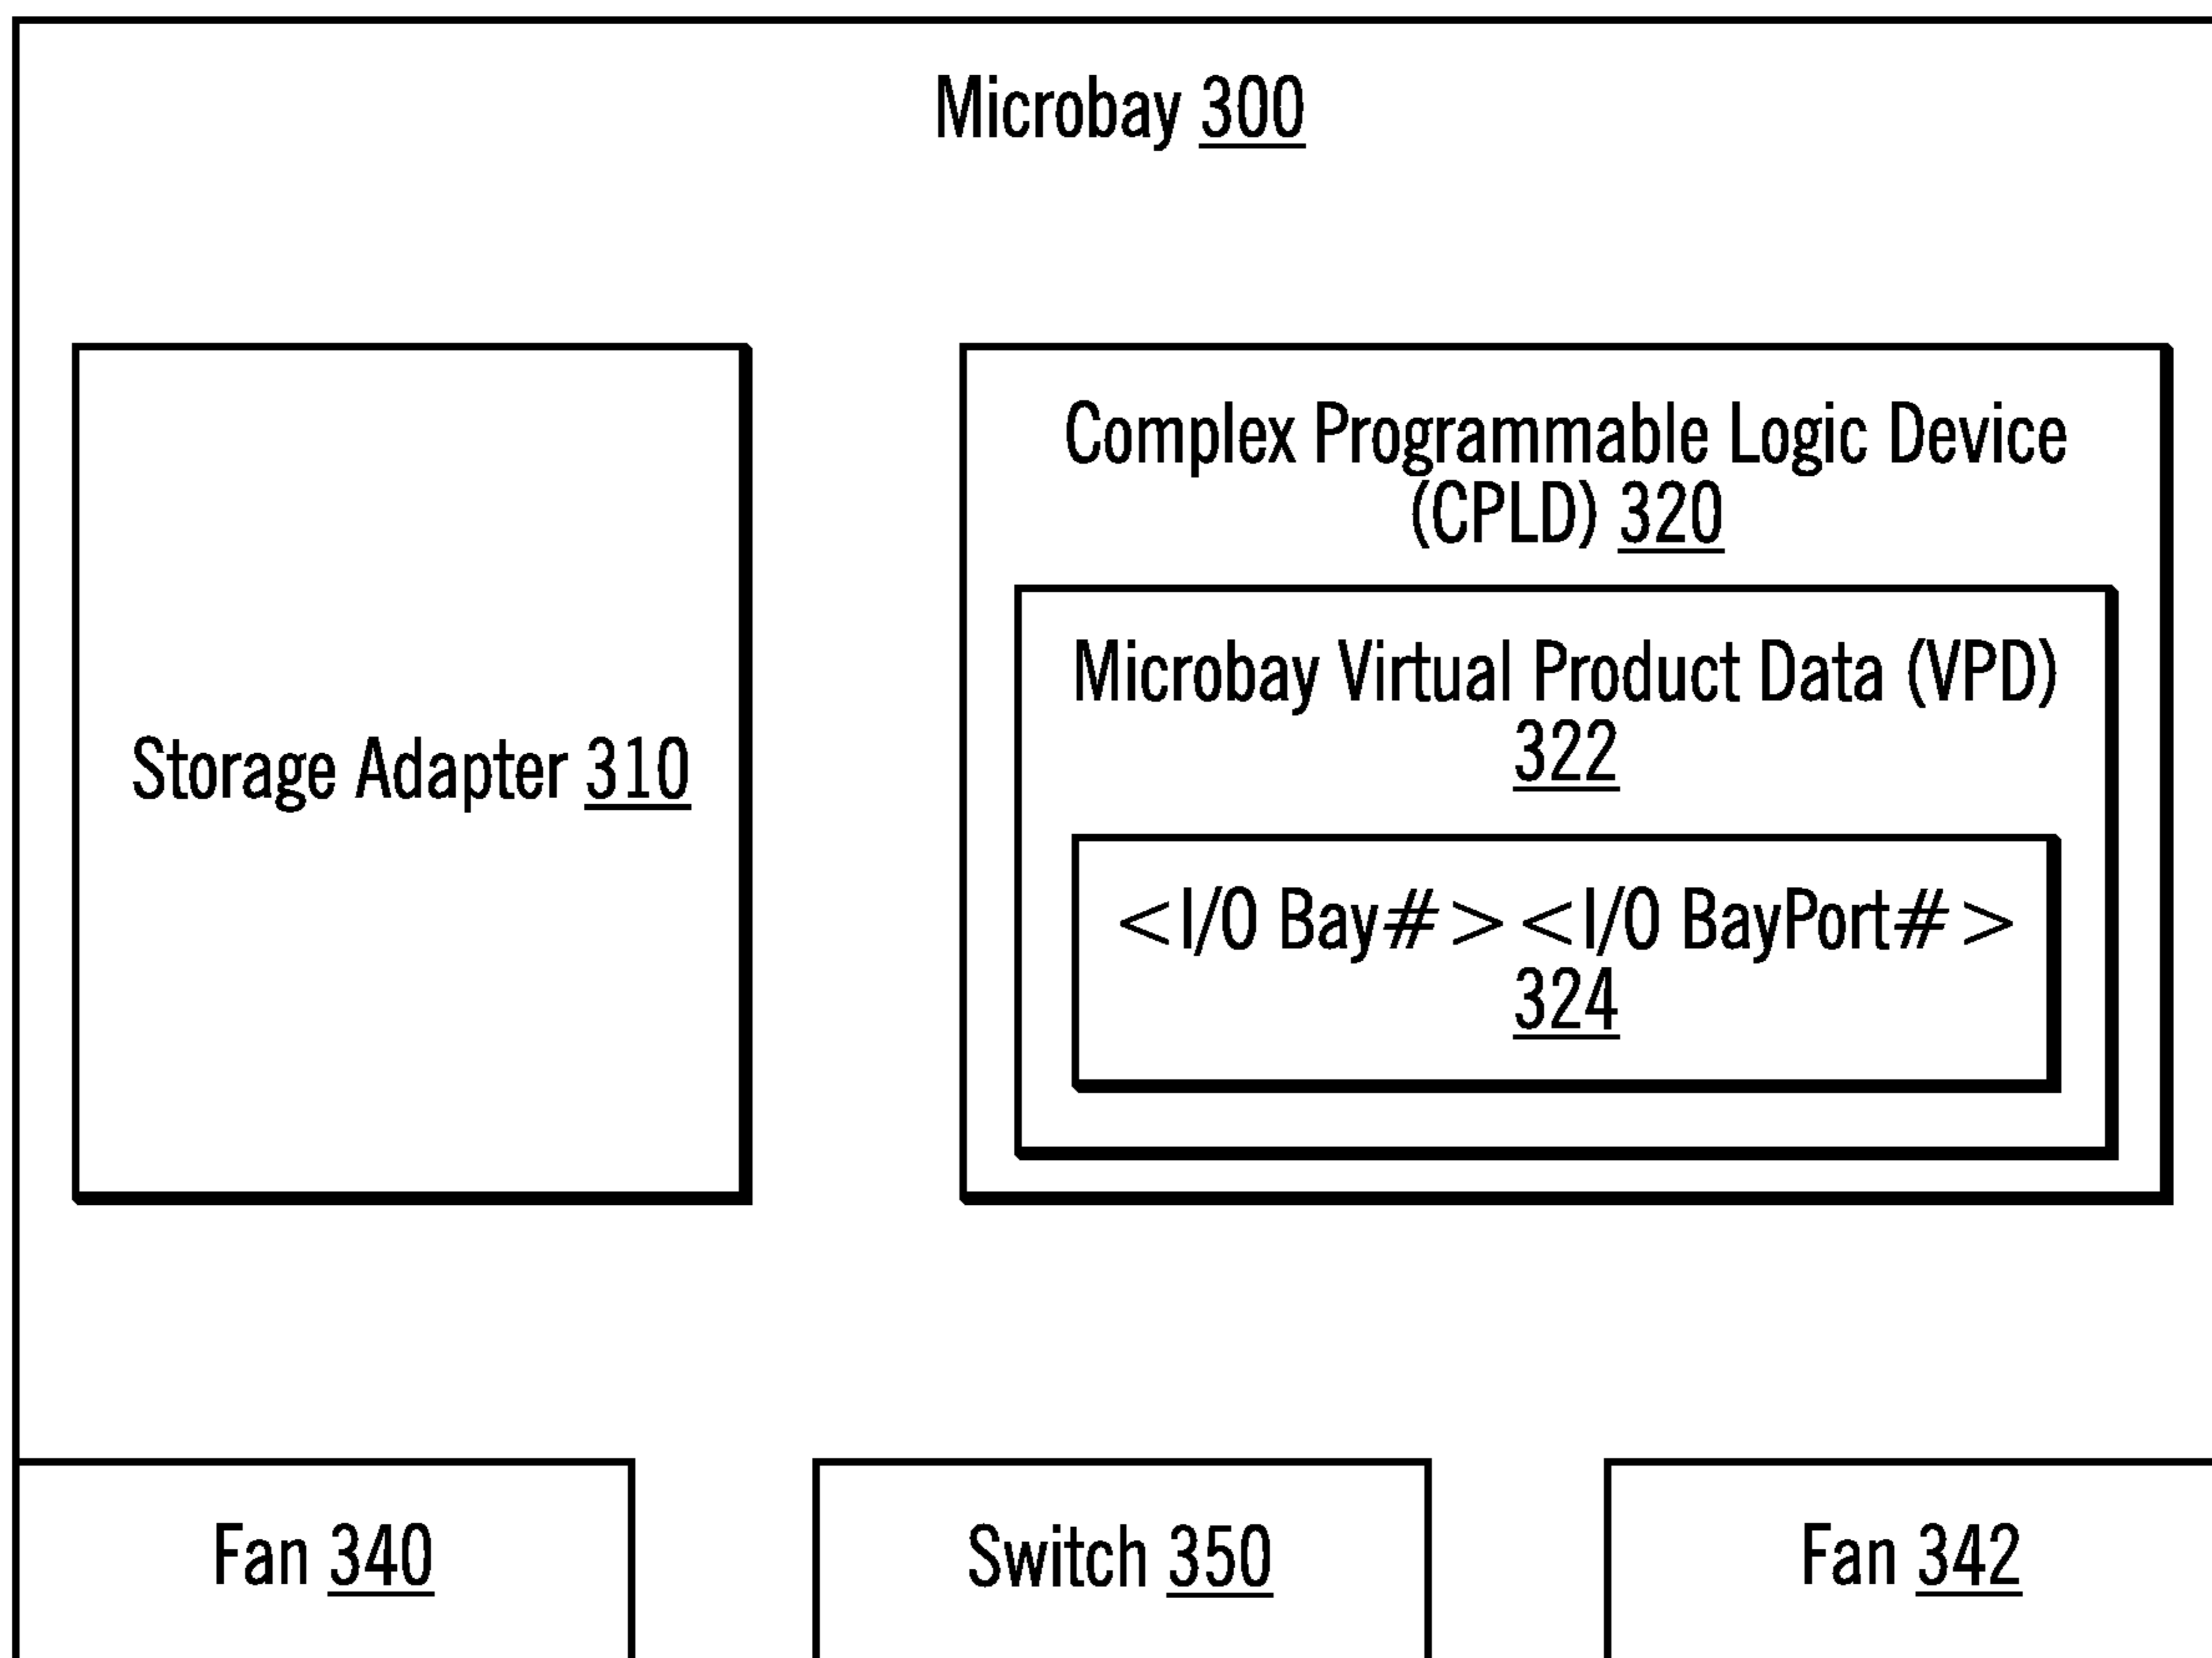 Microbay 300
Storage Adapter 310
Complex Programmable Logic Device
(CPLD) 320
Microbay Virtual Product Data (VPD)
322
<I/O Bay#><I/O BayPort#>
324
Fan 340
Switch 350
Fan 342